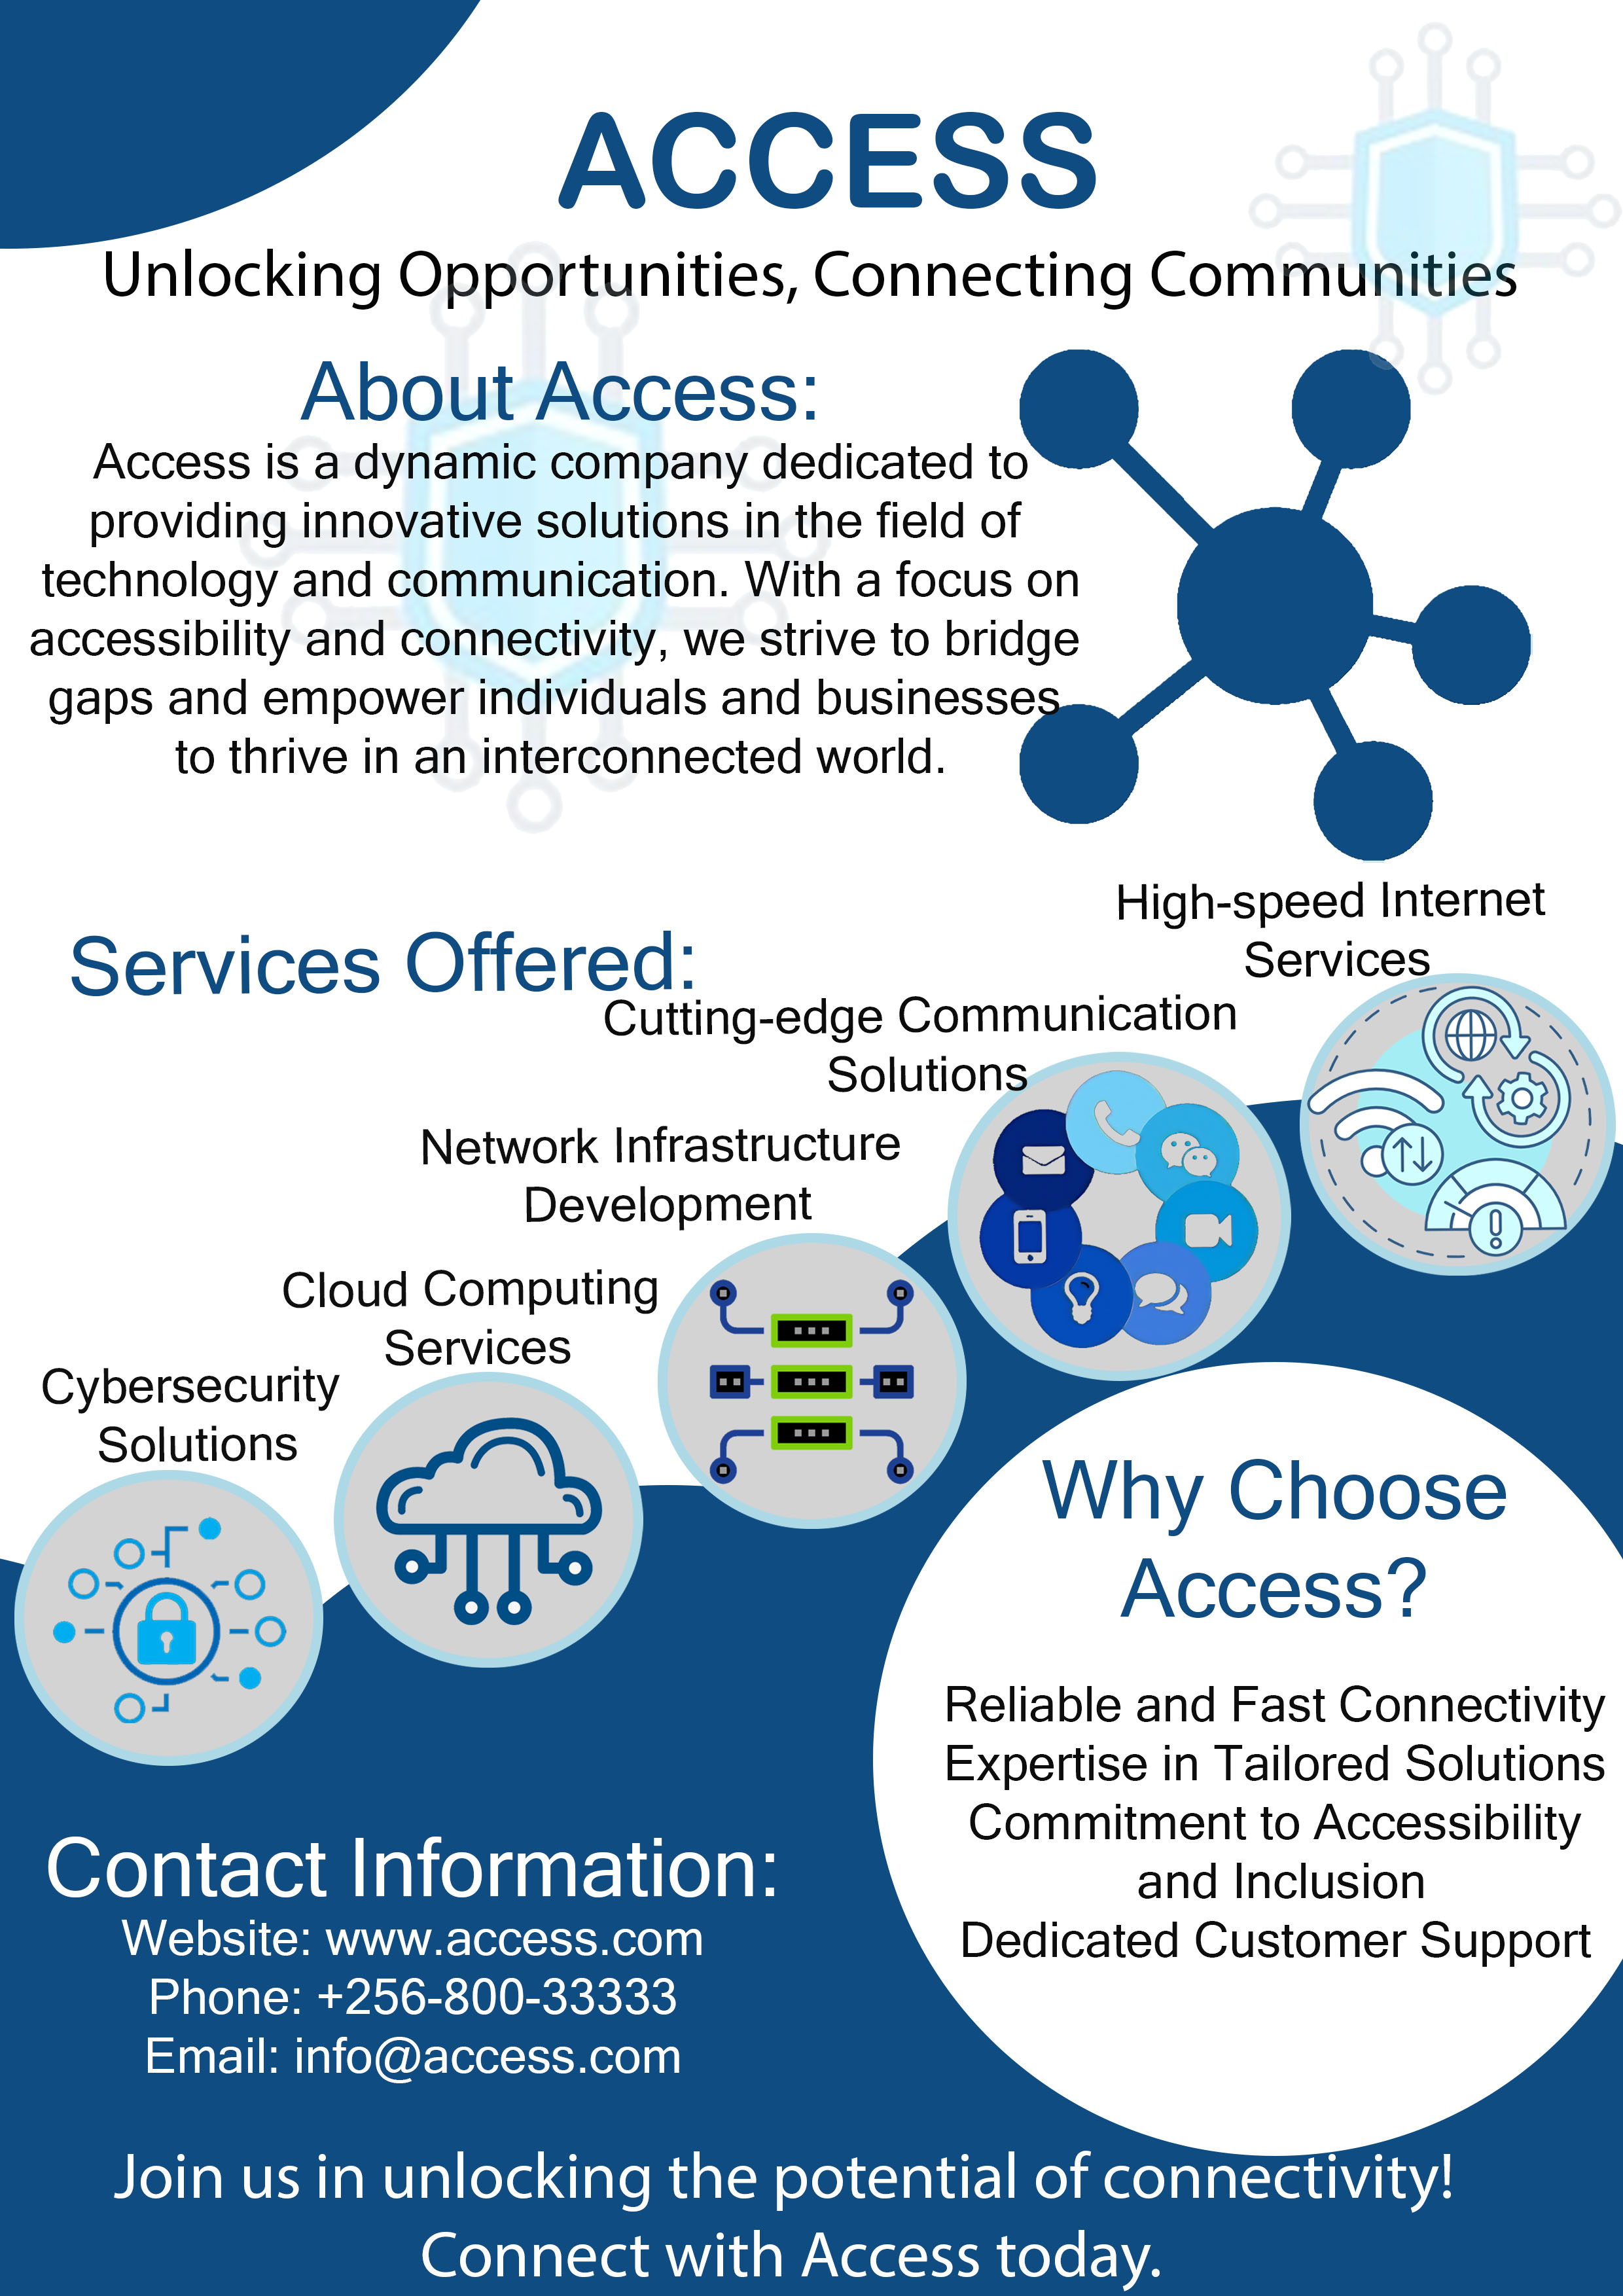 ACCESS
Unlocking Opportunities, Connecting Communities
About Access:
Access is a dynamic company dedicated to
providing innovative solutions in the field of
technology and communication. With a focus on
accessibility and connectivity, we strive to bridge
gaps and empower individuals and businesses
to thrive in an interconnected world.
Services Offered:
High-speed Internet
Services
Cutting-edge Communication
Solutions
Network Infrastructure
Development
Cloud Computing
Services
Cybersecurity
Solutions
Why Choose
Access?
Reliable and Fast Connectivity
Expertise in Tailored Solutions
Commitment to Accessibility
and Inclusion
Dedicated Customer Support
Contact Information:
Website: www.access.com
Phone: +256-800-33333
Email: info@access.com
Join us in unlocking the potential of connectivity!
Connect with Access today.